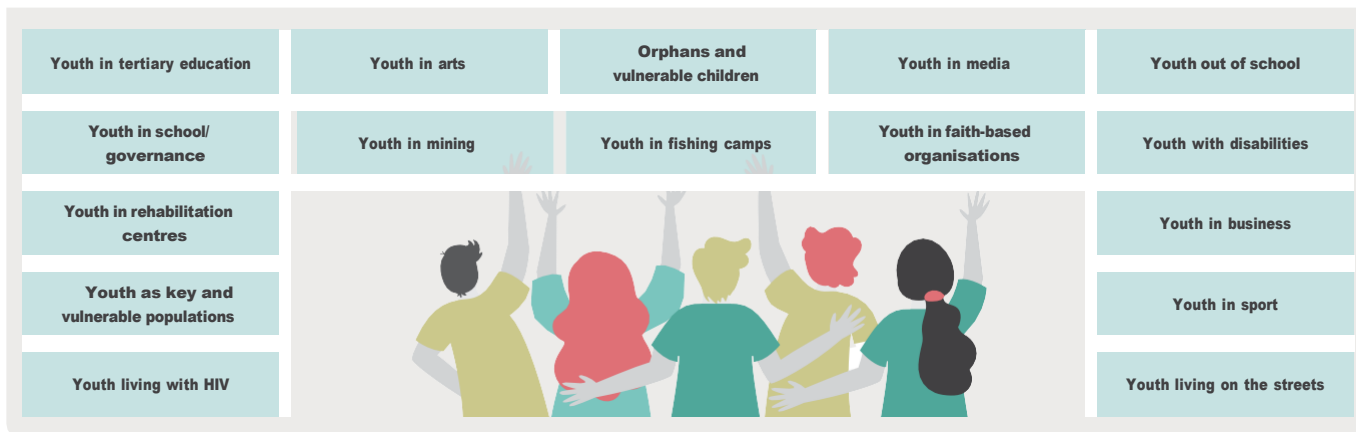 Youth in tertiary education
Youth in arts
Orphans and
vulnerable children
Youth in media
Youth out of school
Youth in school/
governance
Youth in mining
Youth in fishing camps
Youth in faith-based
organisations
Youth with disabilities
Youth in rehabilitation
centres
Youth in business
Youth as key and
vulnerable populations
Youth in sport
Youth living with HIV
Youth living on the streets